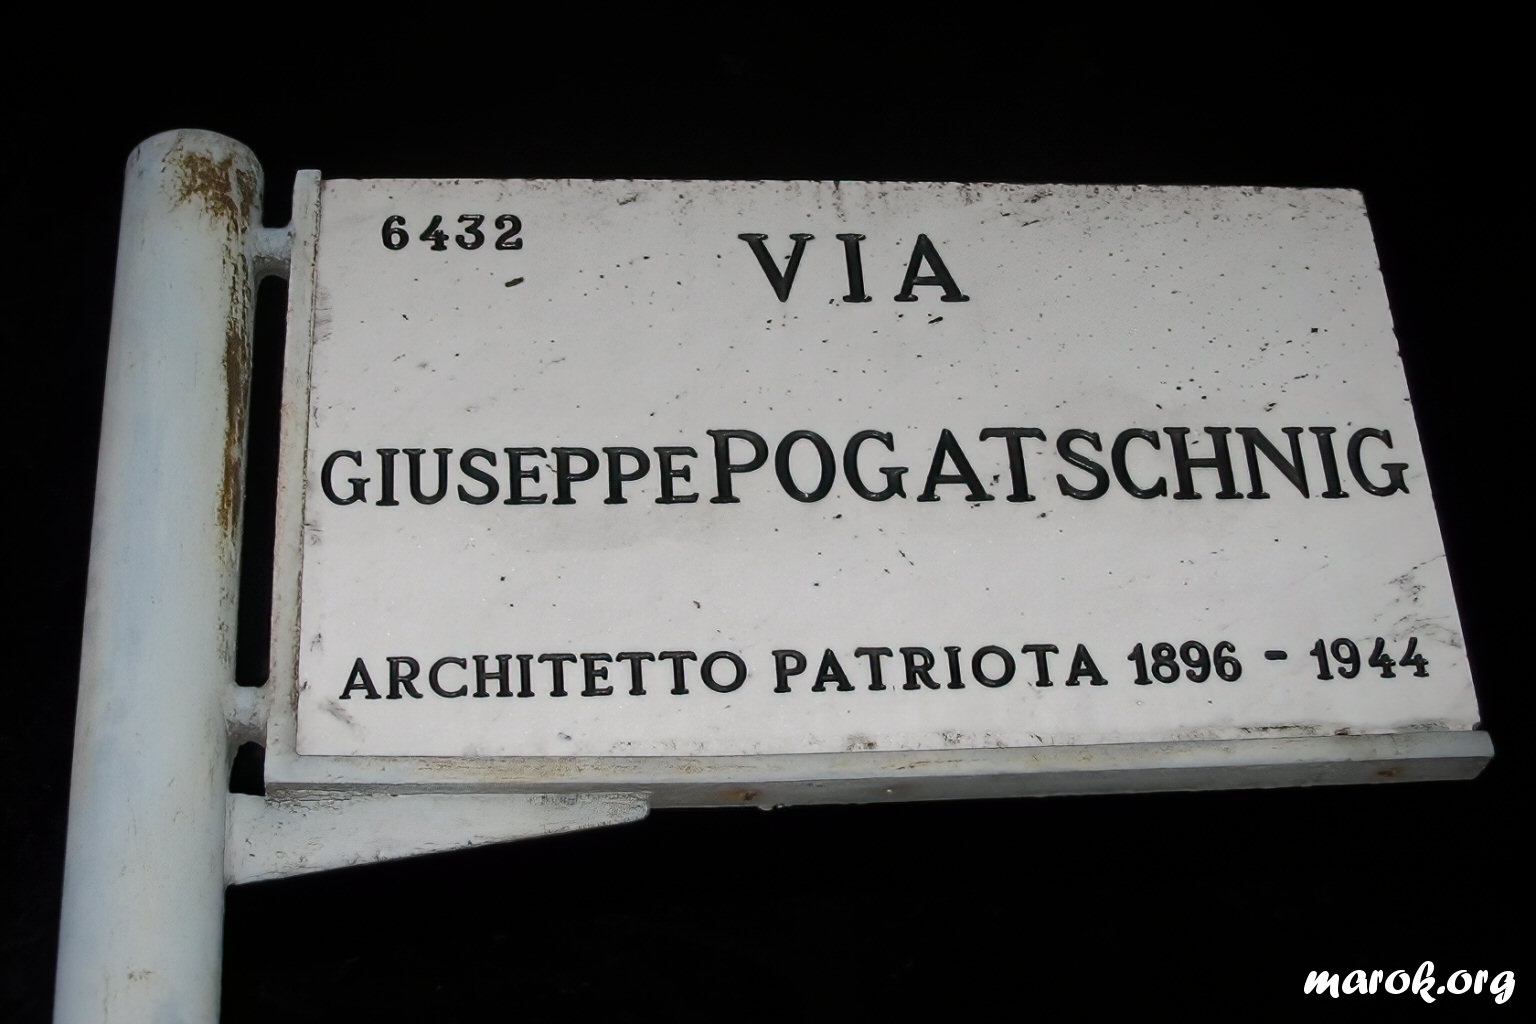 6432
VIA
GIUSEPPE POGATSCHNIG
ARCHITETTO PATRIOTA 1896 - 1944
marok.org